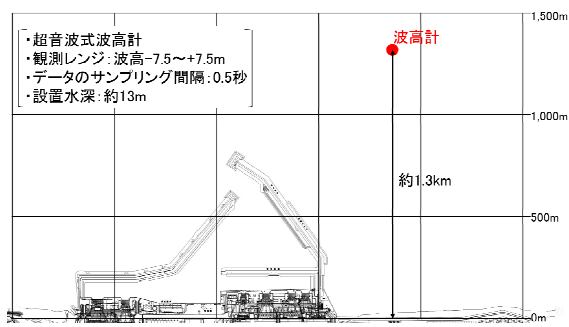 1,500m
波高計
・超音波式波高計
・観測レンジ：波高-7.5～+7.5m
・データのサンプリング間隔：0.5秒
・設置水深：約13m
1,000m
約1.3km
500m
0m